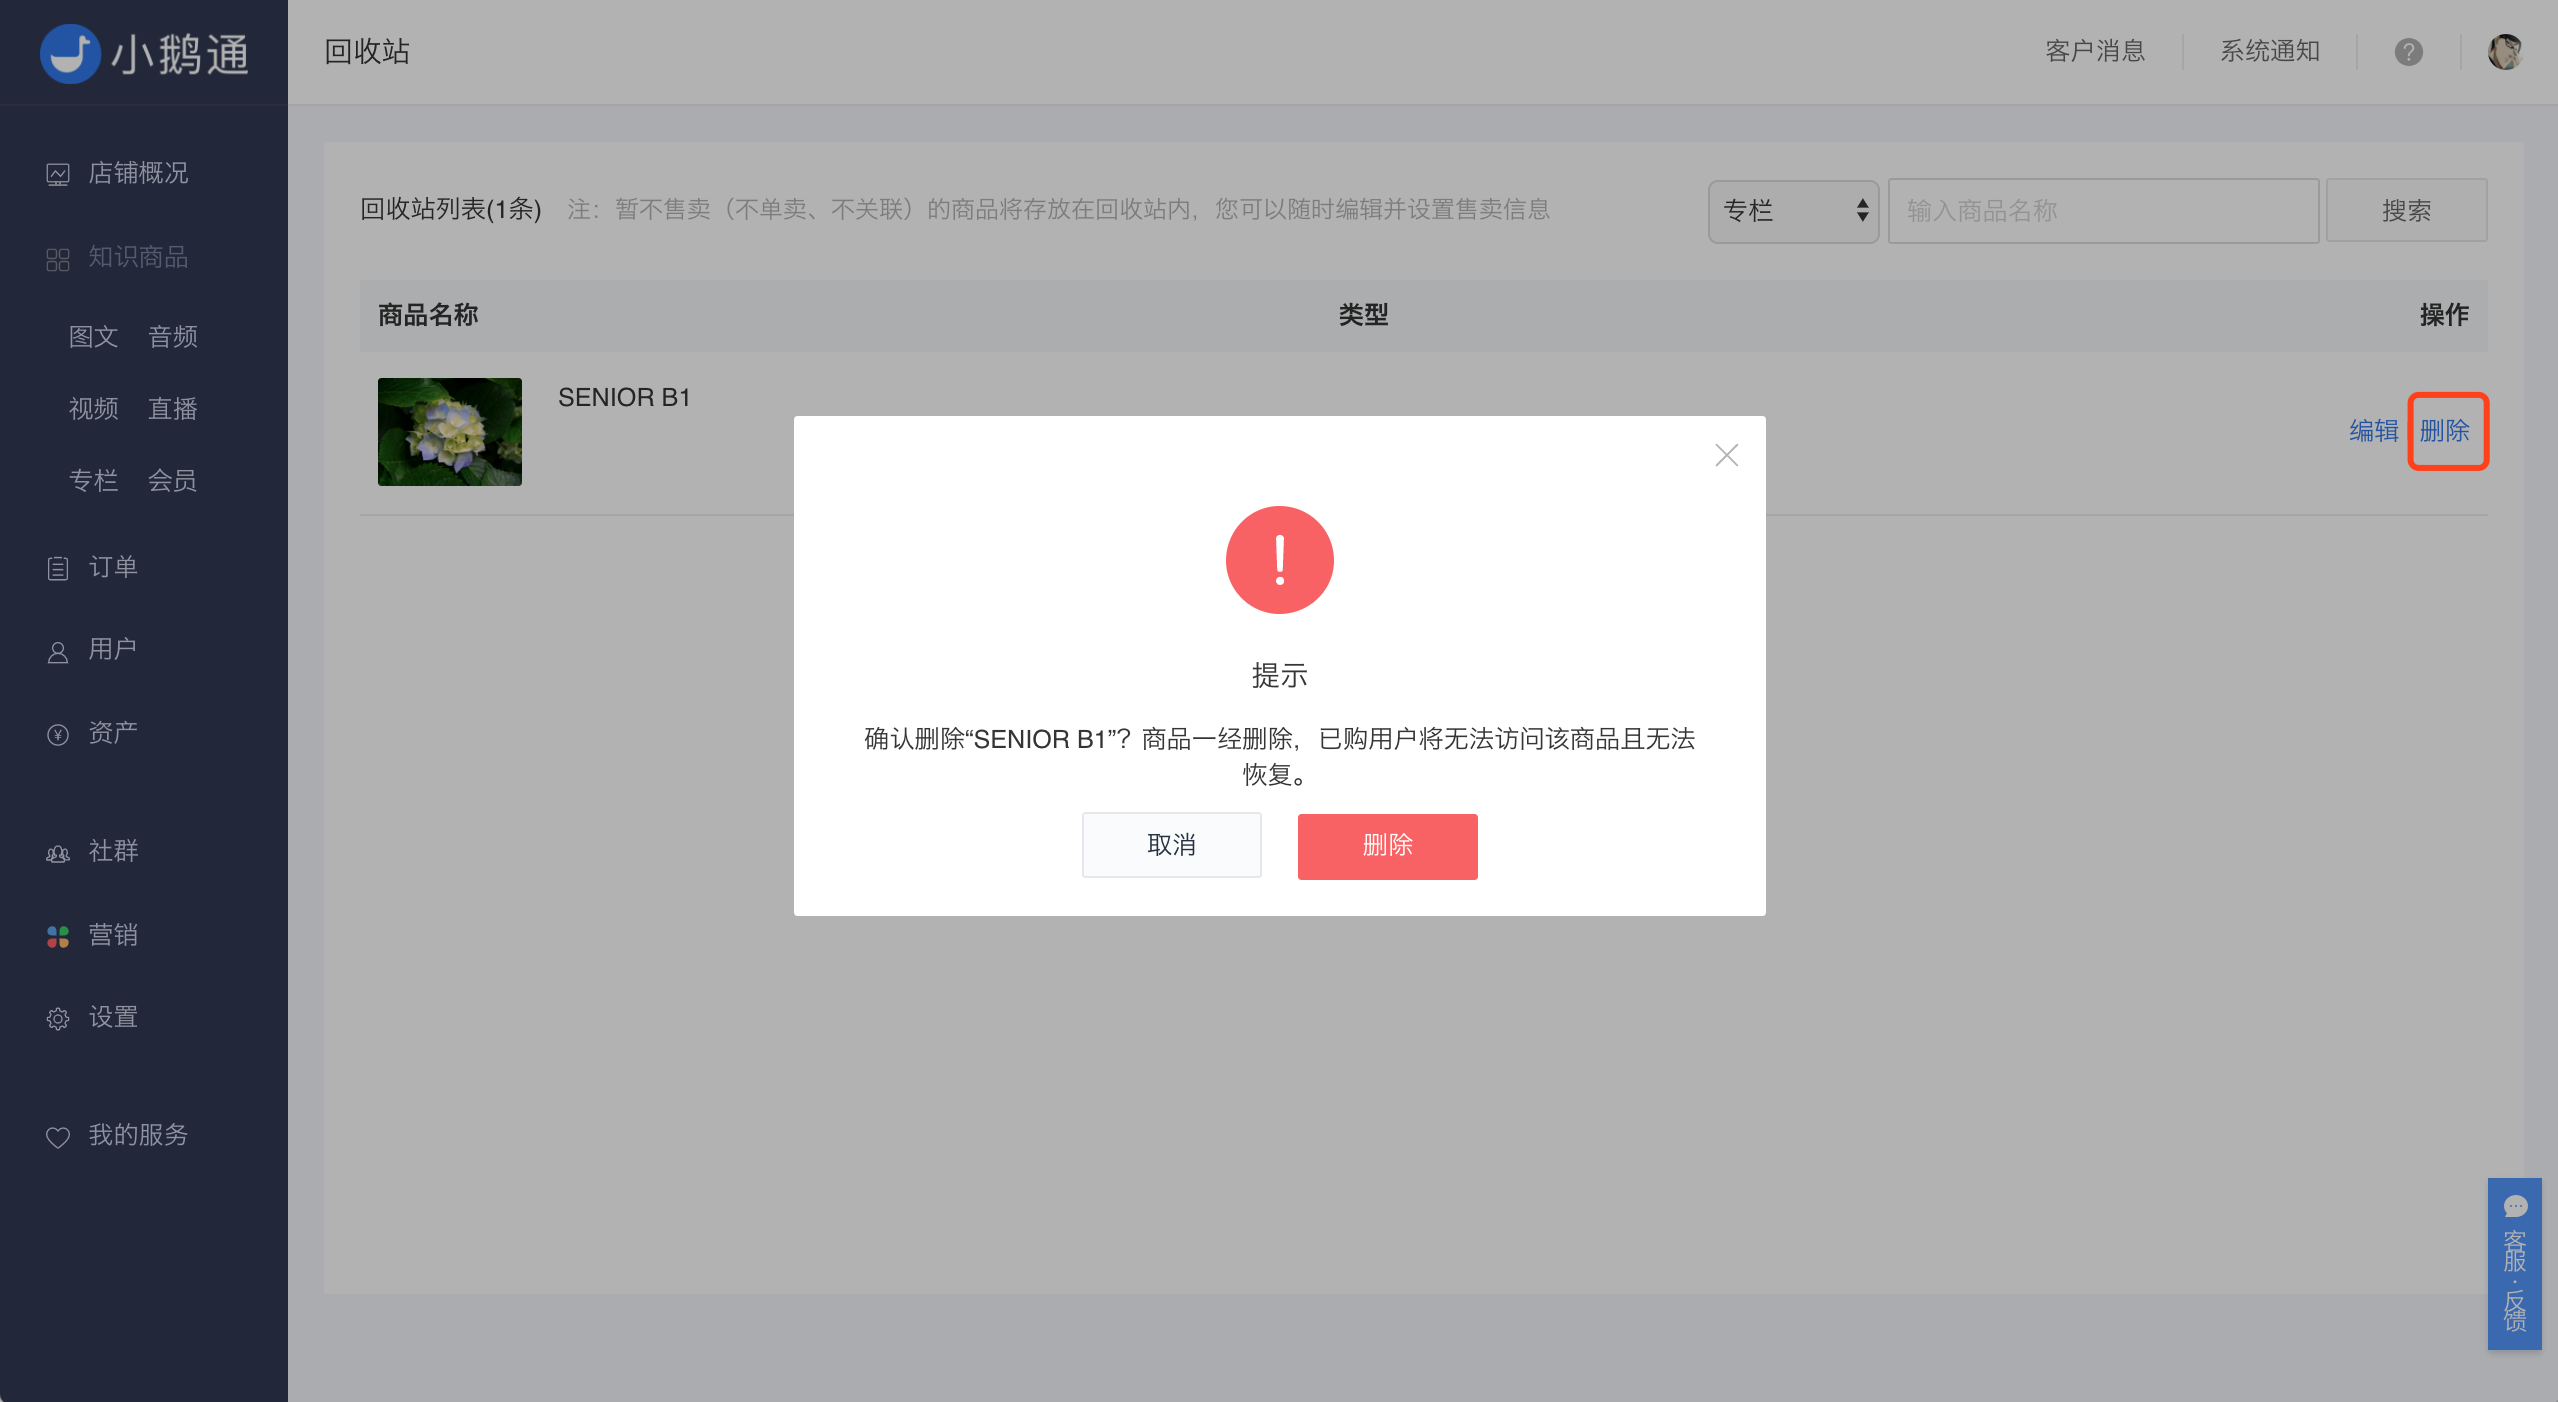 小鹅通
回收站
客户消息
系统通知
?
店铺概况
知识商品
图文 音频
视频 直播
专栏 会员
订单
用户
资产
社群
营销
设置
我的服务
回收站列表(1条) 注：暂不售卖（不单卖、不关联）的商品将存放在回收站内，您可以随时编辑并设置售卖信息
专栏
输入商品名称
搜索
商品名称 类型 操作
SENIOR B1
编辑 删除
提示
确认删除“SENIOR B1”？商品一经删除，已购用户将无法访问该商品且无法
恢复。
取消 删除
客服·反馈